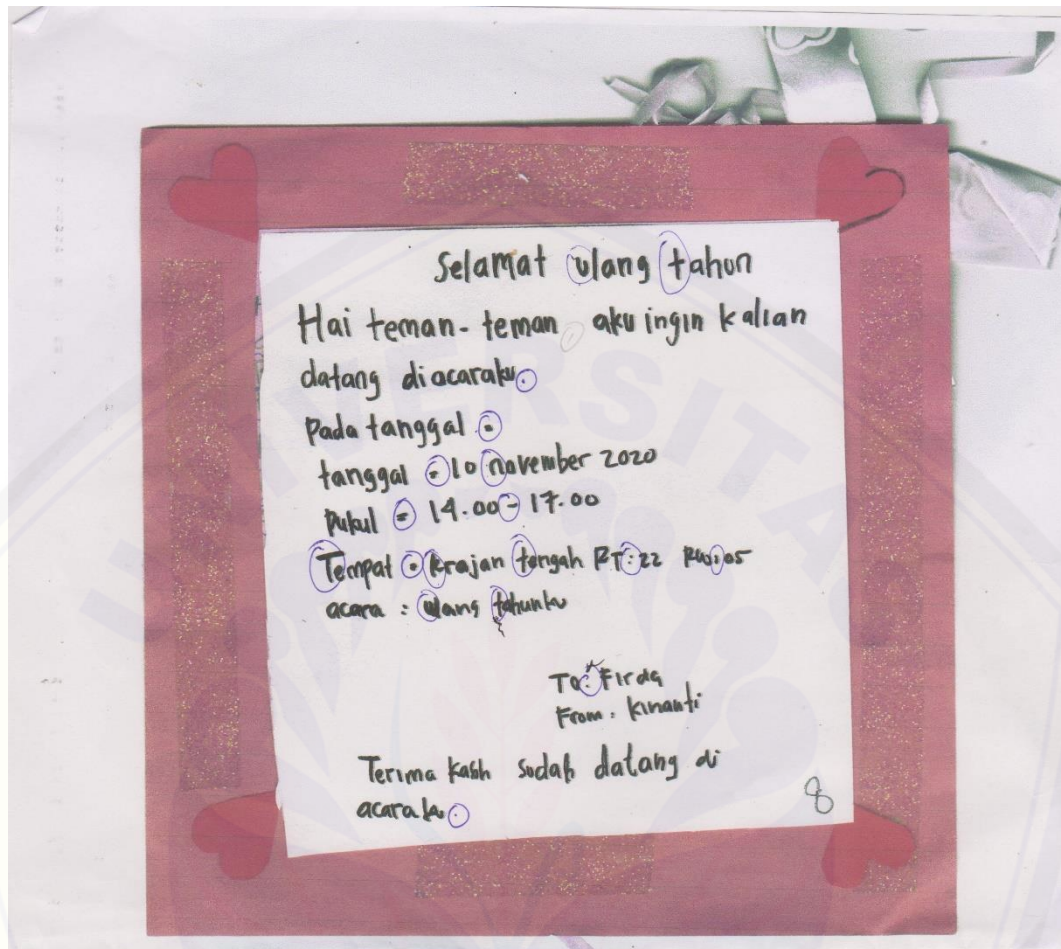 Selamat ulang tahun
Hai teman-teman, aku ingin kalian
datang diacaraku.
Pada tanggal :
tanggal : 10 november 2020
pukul : 14.00 - 17.00
Tempat : krajan tengah RT: 22 RW: 05
acara : ulang tahunku
To: Firda
From: kinanti
Terima kasih sudah datang di
acaraku.
8
UNIVERSITAS